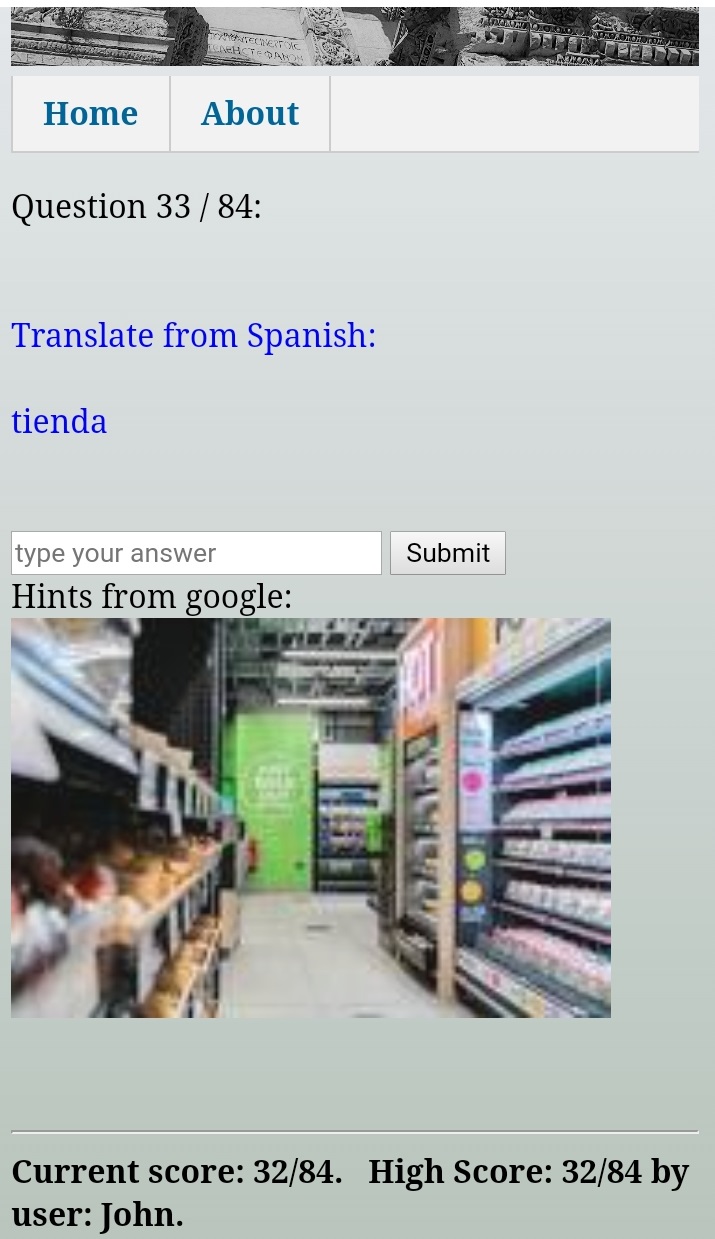 Home
About
Question 33 / 84:
Translate from Spanish:
tienda
type your answer
Submit
Hints from google:
Current score: 32/84.   High Score: 32/84 by
user: John.